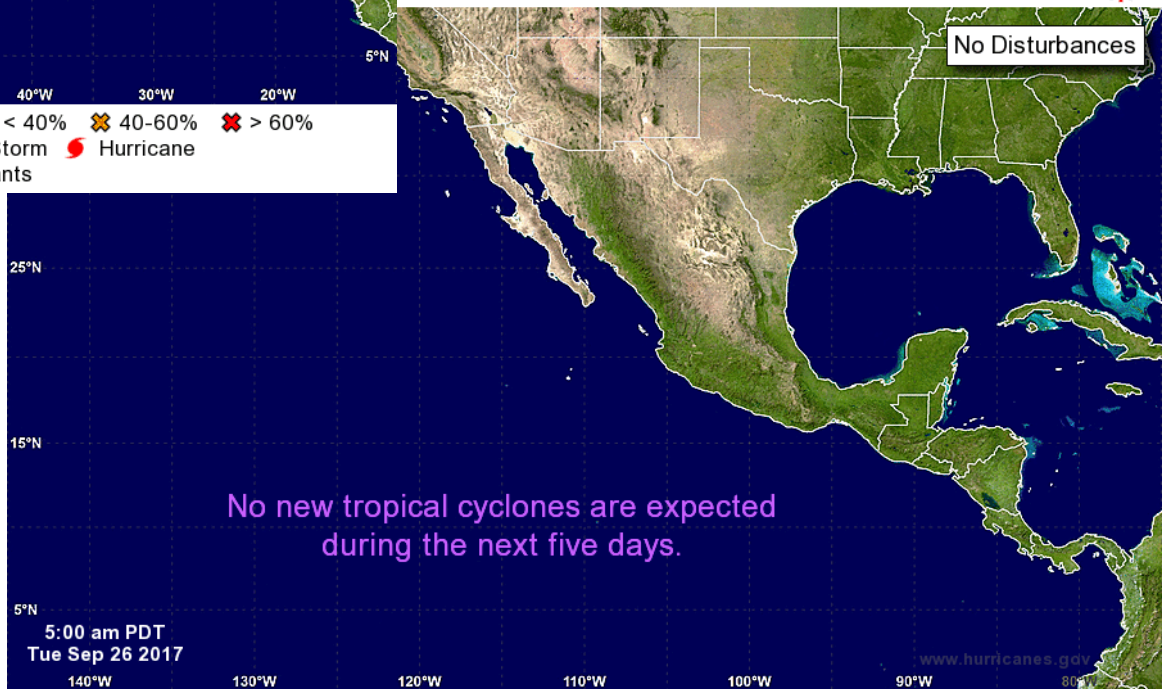 5°N
40°W 30°W 20°W
< 40% 40-60% > 60%
Hurricane
No Disturbances
25°N
15°N
No new tropical cyclones are expected
during the next five days.
5°N
5:00 am PDT
Tue Sep 26 2017
www.hurricanes.gov
140°W 130°W 120°W 110°W 100°W 90°W